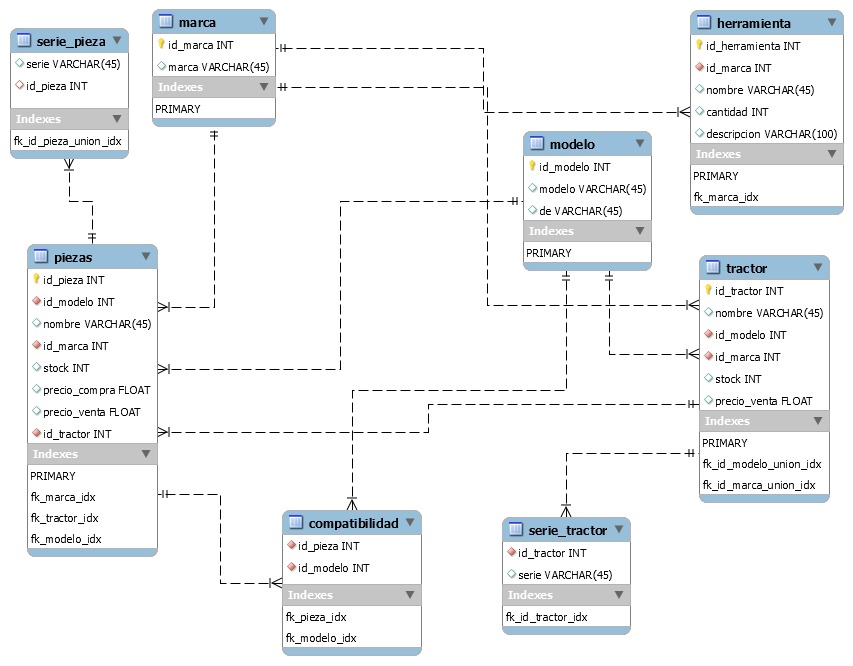 serie_pieza
serie VARCHAR(45)
id_pieza INT
Indexes
fk_id_pieza_union_idx
marca
id_marca INT
marca VARCHAR(45)
Indexes
PRIMARY
herramienta
id_herramienta INT
id_marca INT
nombre VARCHAR(45)
cantidad INT
descripcion VARCHAR(100)
Indexes
PRIMARY
fk_marca_idx
modelo
id_modelo INT
modelo VARCHAR(45)
de VARCHAR(45)
Indexes
PRIMARY
piezas
id_pieza INT
id_modelo INT
nombre VARCHAR(45)
id_marca INT
stock INT
precio_compra FLOAT
precio_venta FLOAT
id_tractor INT
Indexes
PRIMARY
fk_marca_idx
fk_tractor_idx
fk_modelo_idx
tractor
id_tractor INT
nombre VARCHAR(45)
id_modelo INT
id_marca INT
stock INT
precio_venta FLOAT
Indexes
PRIMARY
fk_id_modelo_union_idx
fk_id_marca_union_idx
compatibilidad
id_pieza INT
id_modelo INT
Indexes
fk_pieza_idx
fk_modelo_idx
serie_tractor
id_tractor INT
serie VARCHAR(45)
Indexes
fk_id_tractor_idx